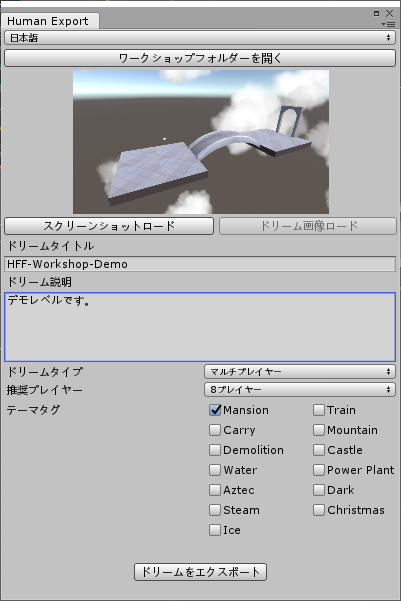 Human Export
日本語
ワークショップフォルダーを開く
スクリーンショットロード ドリーム画像ロード
ドリームタイトル
HFF-Workshop-Demo
ドリーム説明
デモレベルです。
ドリームタイプ マルチプレイヤー
推奨プレイヤー 8プレイヤー
テーマタグ Mansion Train
Carry Mountain
Demolition Castle
Water Power Plant
Aztec Dark
Steam Christmas
Ice
ドリームをエクスポート